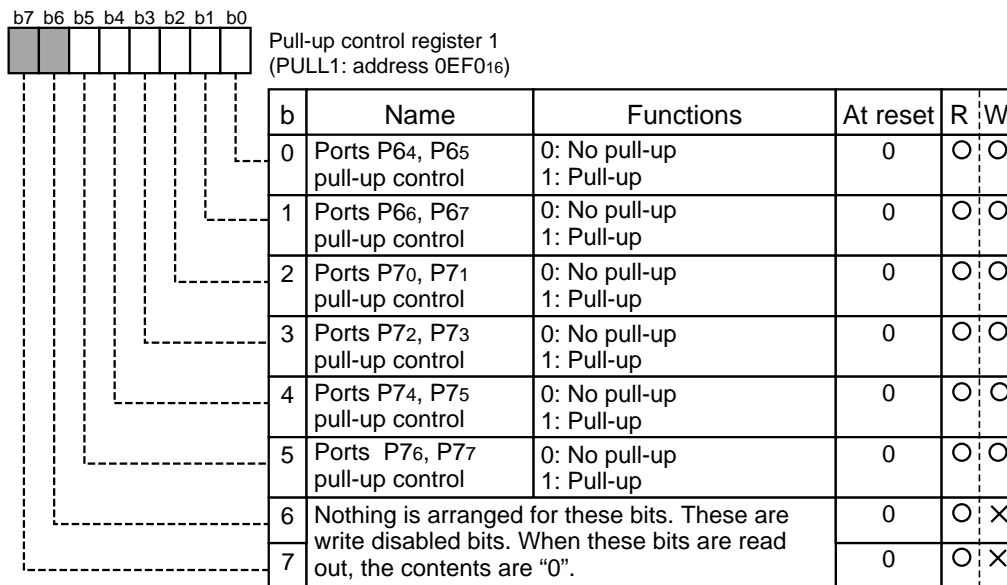 b7 b6 b5 b4 b3 b2 b1 b0
Pull-up control register 1
(PULL1: address 0EF016)
b Name Functions At reset R W
0 Ports P64, P65 0: No pull-up 0 O O
pull-up control 1: Pull-up
1 Ports P66, P67 0: No pull-up 0 O O
pull-up control 1: Pull-up
2 Ports P70, P71 0: No pull-up 0 O O
pull-up control 1: Pull-up
3 Ports P72, P73 0: No pull-up 0 O O
pull-up control 1: Pull-up
4 Ports P74, P75 0: No pull-up 0 O O
pull-up control 1: Pull-up
5 Ports P76, P77 0: No pull-up 0 O O
pull-up control 1: Pull-up
6 Nothing is arranged for these bits. These are 0 O ×
write disabled bits. When these bits are read
7 out, the contents are “0”. 0 O ×